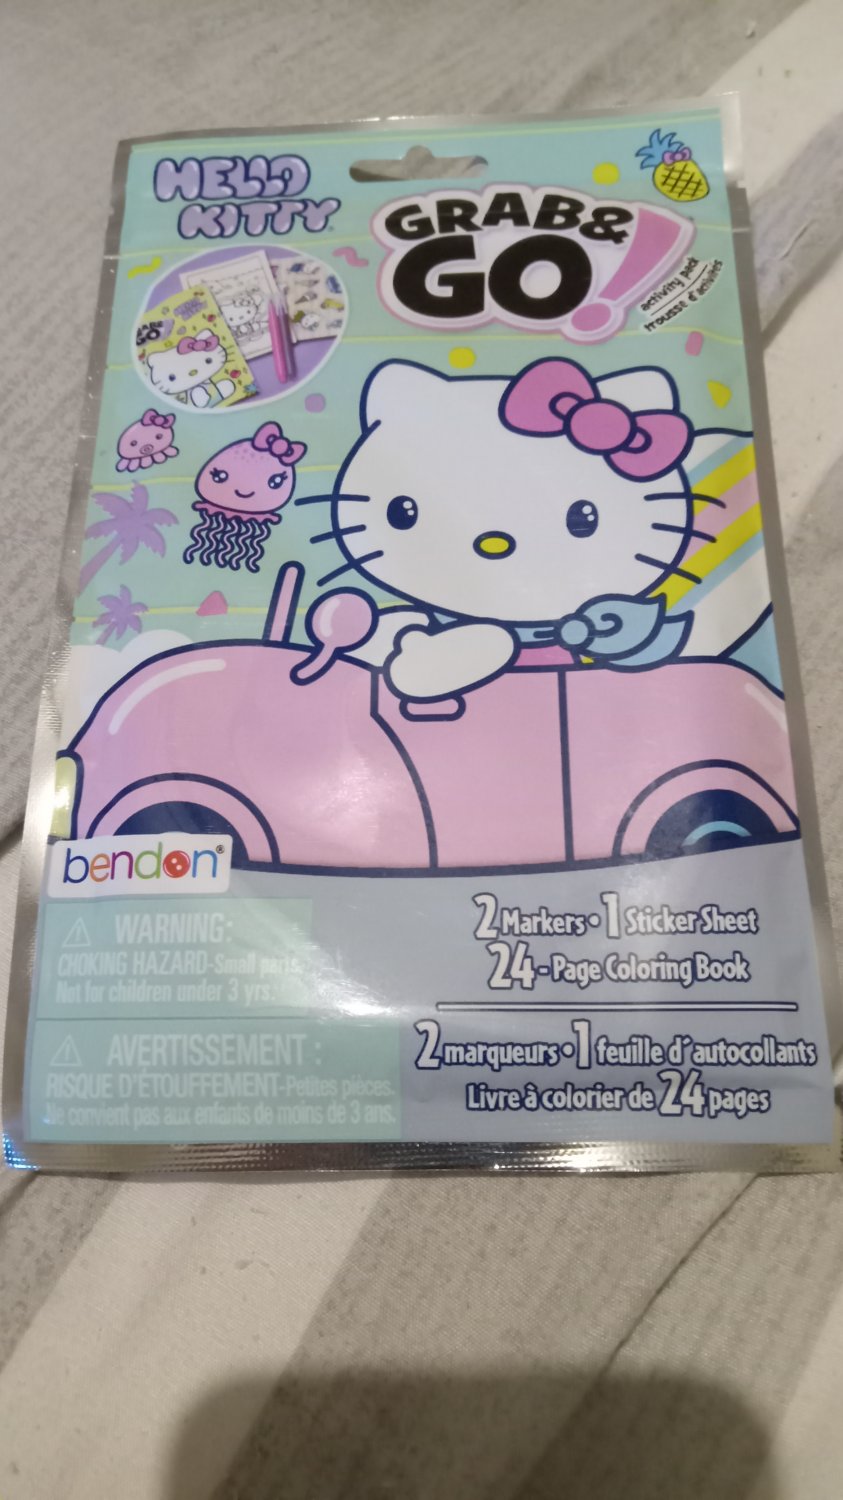 HELLO
KITTY
GRAB&
GO!
activity pack
trousse d'activités
GO!
bendon®
WARNING:
CHOKING HAZARD-Small parts.
Not for children under 3 yrs.
AVERTISSEMENT :
RISQUE D'ÉTOUFFEMENT-Petites pièces.
Ne convient pas aux enfants de moins de 3 ans.
2 Markers • 1 Sticker Sheet
24-Page Coloring Book
2 marqueurs • 1 feuille d'autocollants
Livre à colorier de 24 pages